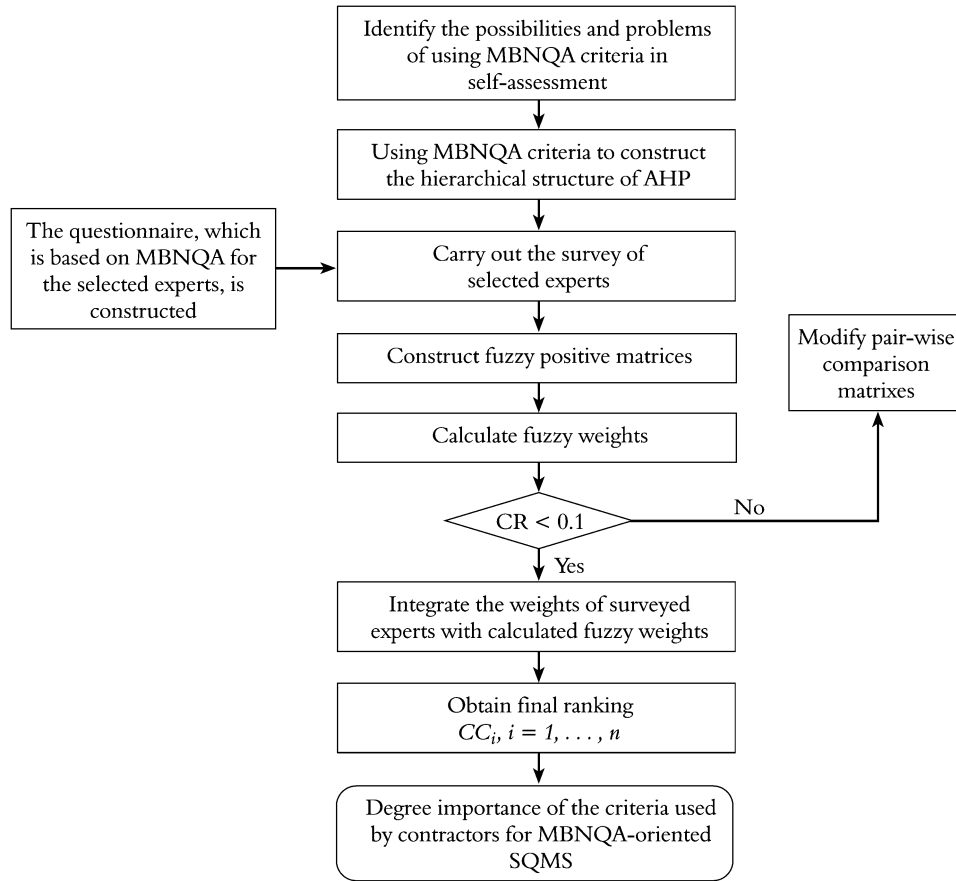 Identify the possibilities and problems
of using MBNQA criteria in
self-assessment
Using MBNQA criteria to construct
the hierarchical structure of AHP
The questionnaire, which
is based on MBNQA for
the selected experts, is
constructed
Carry out the survey of
selected experts
Construct fuzzy positive matrices
Modify pair-wise
comparison
matrixes
Calculate fuzzy weights
CR < 0.1
No
Yes
Integrate the weights of surveyed
experts with calculated fuzzy weights
Obtain final ranking
CCi, i = 1, . . . , n
Degree importance of the criteria used
by contractors for MBNQA-oriented
SQMS